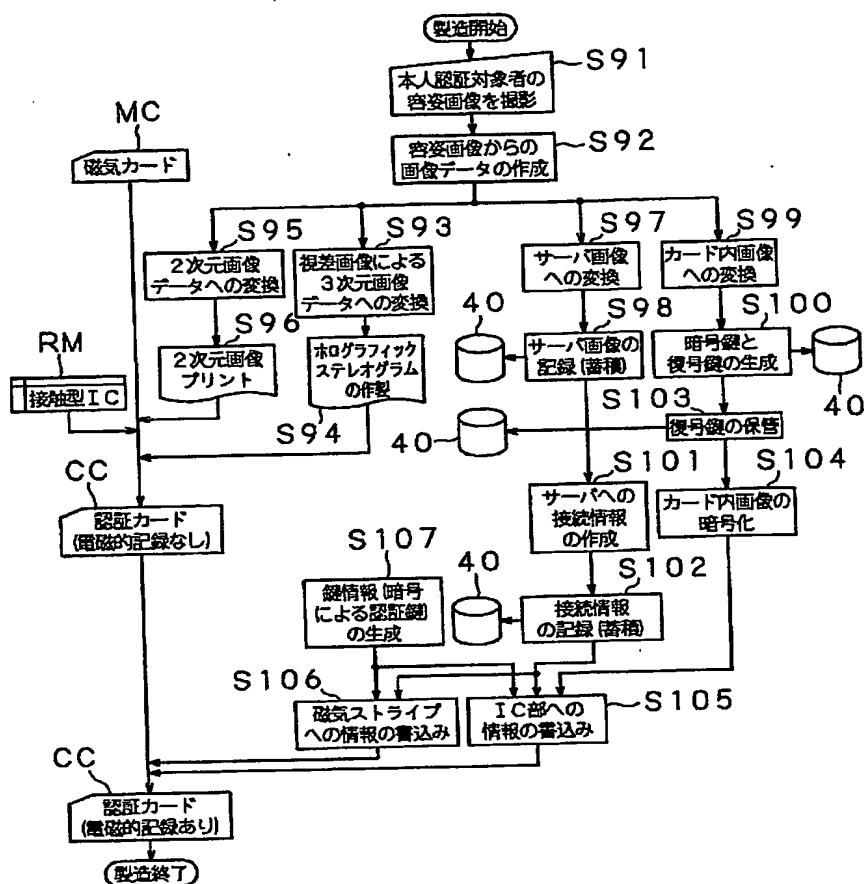 製造開始
S91
本人認証対象者の
容姿画像を撮影
MC
磁気カード
S92
容姿画像からの
画像データの作成
S95
2次元画像
データへの変換
S93
視差画像による
3次元画像
データへの変換
S97
サーバ画像
への変換
S99
カード内画像
への変換
S96
2次元画像
プリント
ホログラフィック
ステレオグラムの
の作製
S94
40
S98
サーバ画像の
記録(蓄積)
S100
暗号鍵と
復号鍵の生成
40
RM
接触型IC
S103
復号鍵の保管
40
CC
認証カード
(電磁的記録なし)
S101
サーバへの
接続情報
の作成
S104
カード内画像の
暗号化
S107
鍵情報(暗号
による認証鍵)
の生成
40
S102
接続情報
の記録(蓄積)
S106
磁気ストライプ
への情報の書込み
S105
IC部への
情報の書込み
CC
認証カード
(電磁的記録あり)
製造終了